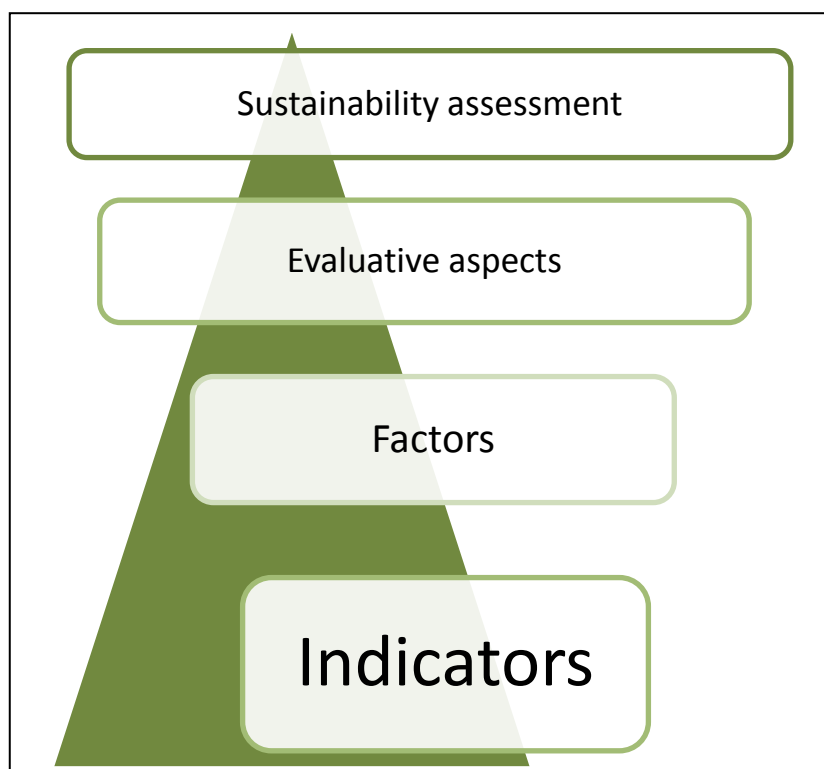 Sustainability assessment
Evaluative aspects
Factors
Indicators